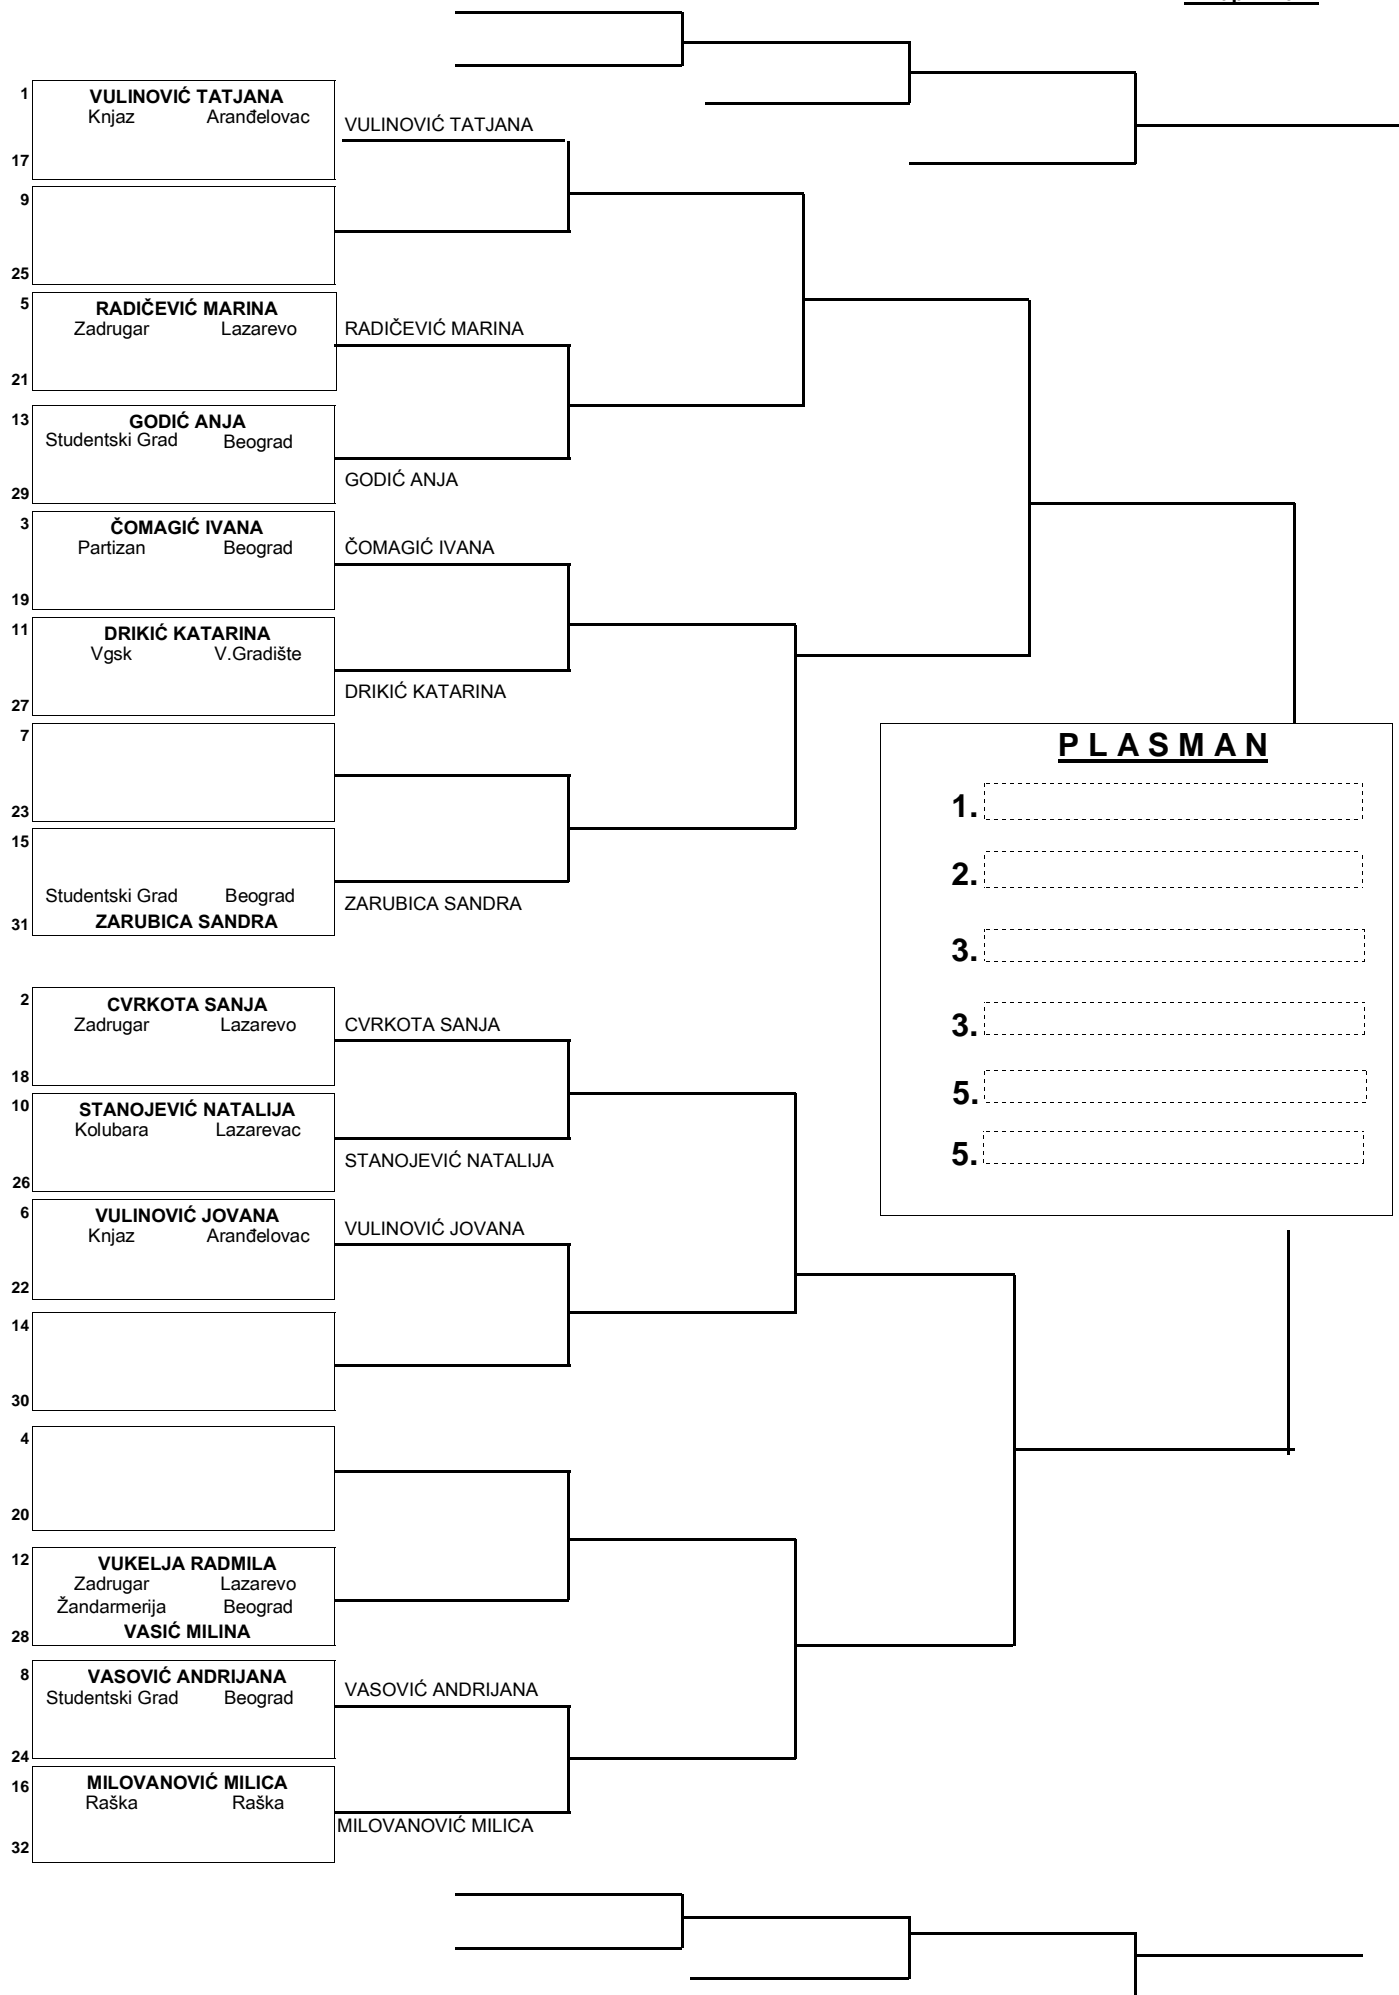 1
VULINOVIĆ TATJANA
Knjaz Aranđelovac
VULINOVIĆ TATJANA
17
9
25
5
RADIČEVIĆ MARINA
Zadrugar Lazarevo
RADIČEVIĆ MARINA
21
13
GODIĆ ANJA
Studentski Grad Beograd
29
GODIĆ ANJA
3
ČOMAGIĆ IVANA
Partizan Beograd
ČOMAGIĆ IVANA
19
11
DRIKIĆ KATARINA
Vgsk V.Gradište
27
DRIKIĆ KATARINA
7
23
15
Studentski Grad Beograd
31
ZARUBICA SANDRA
ZARUBICA SANDRA
PLASMAN
1.
2.
3.
3.
5.
5.
2
CVRKOTA SANJA
Zadrugar Lazarevo
CVRKOTA SANJA
18
10
STANOJEVIĆ NATALIJA
Kolubara Lazarevac
26
STANOJEVIĆ NATALIJA
6
VULINOVIĆ JOVANA
Knjaz Aranđelovac
VULINOVIĆ JOVANA
22
14
30
4
20
12
VUKELJA RADMILA
Zadrugar Lazarevo
Žandarmerija Beograd
28
VASIĆ MILINA
8
VASOVIĆ ANDRIJANA
Studentski Grad Beograd
VASOVIĆ ANDRIJANA
24
16
MILOVANOVIĆ MILICA
Raška Raška
MILOVANOVIĆ MILICA
32